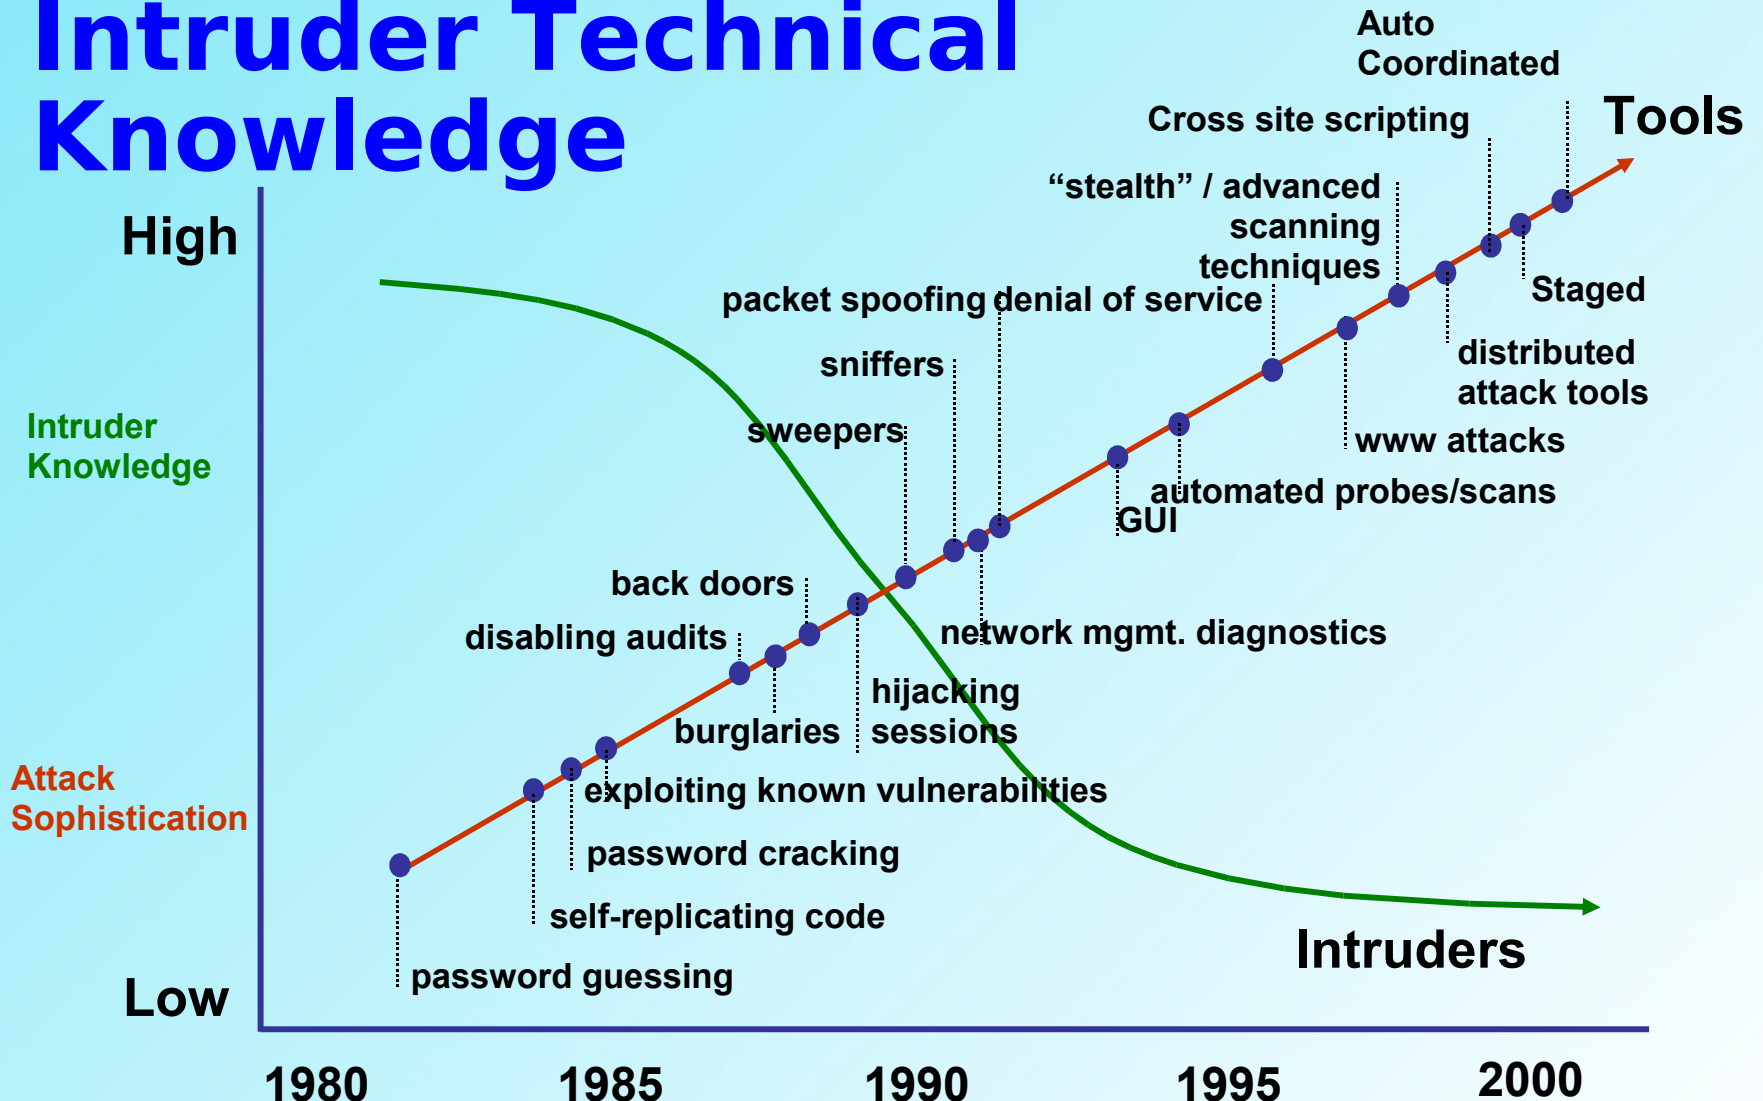 Intruder Technical
Knowledge
Auto
Coordinated
Tools
Cross site scripting
“stealth” / advanced
scanning
techniques
High
packet spoofing
denial of service
Staged
sniffers
distributed
attack tools
Intruder
Knowledge
sweepers
www attacks
automated probes/scans
GUI
back doors
disabling audits
network mgmt. diagnostics
hijacking
sessions
burglaries
Attack
Sophistication
exploiting known vulnerabilities
password cracking
self-replicating code
Intruders
password guessing
Low
1980
1985
1990
1995
2000